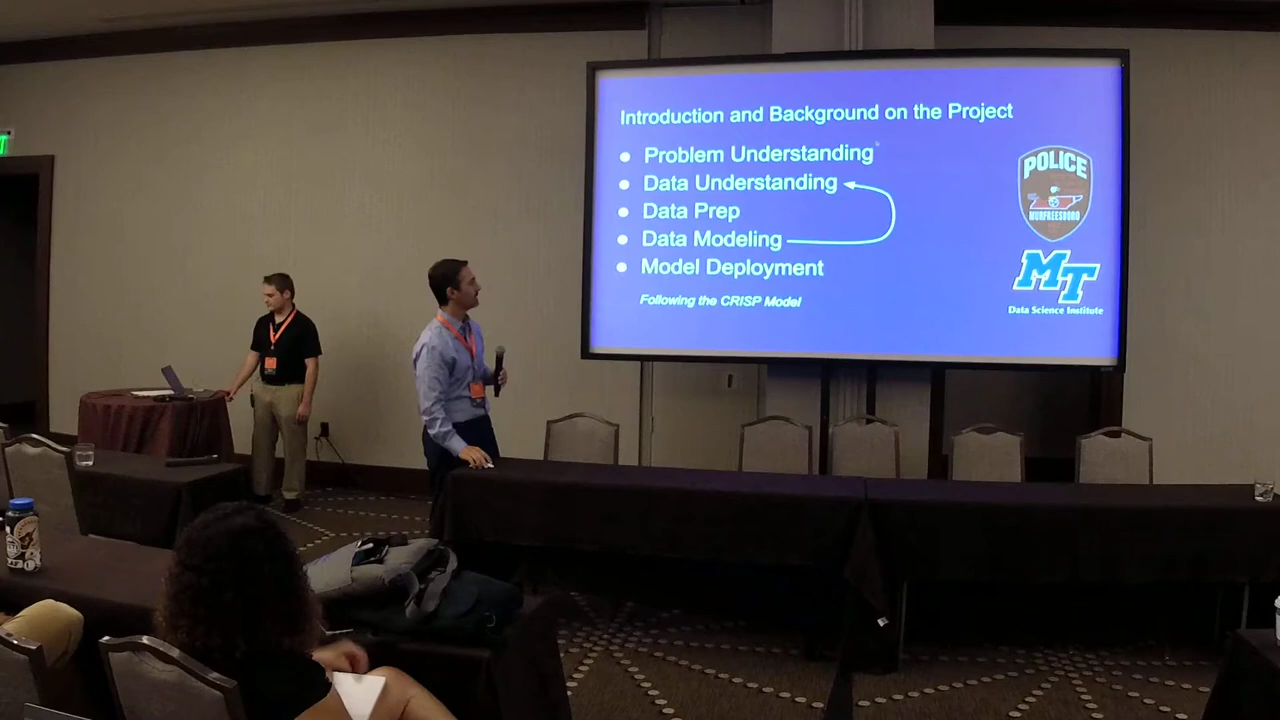 Introduction and Background on the Project
● Problem Understanding
● Data Understanding
● Data Prep
● Data Modeling
● Model Deployment
Following the CRISP Model
POLICE
MURFREESBORO
MT
Data Science Institute